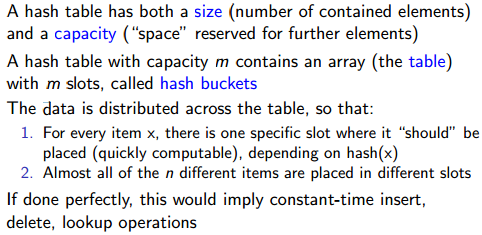 A hash table has both a size (number of contained elements)
and a capacity (“space” reserved for further elements)
A hash table with capacity m contains an array (the table)
with m slots, called hash buckets
The data is distributed across the table, so that:
1. For every item x, there is one specific slot where it “should” be
placed (quickly computable), depending on hash(x)
2. Almost all of the n different items are placed in different slots
If done perfectly, this would imply constant-time insert,
delete, lookup operations